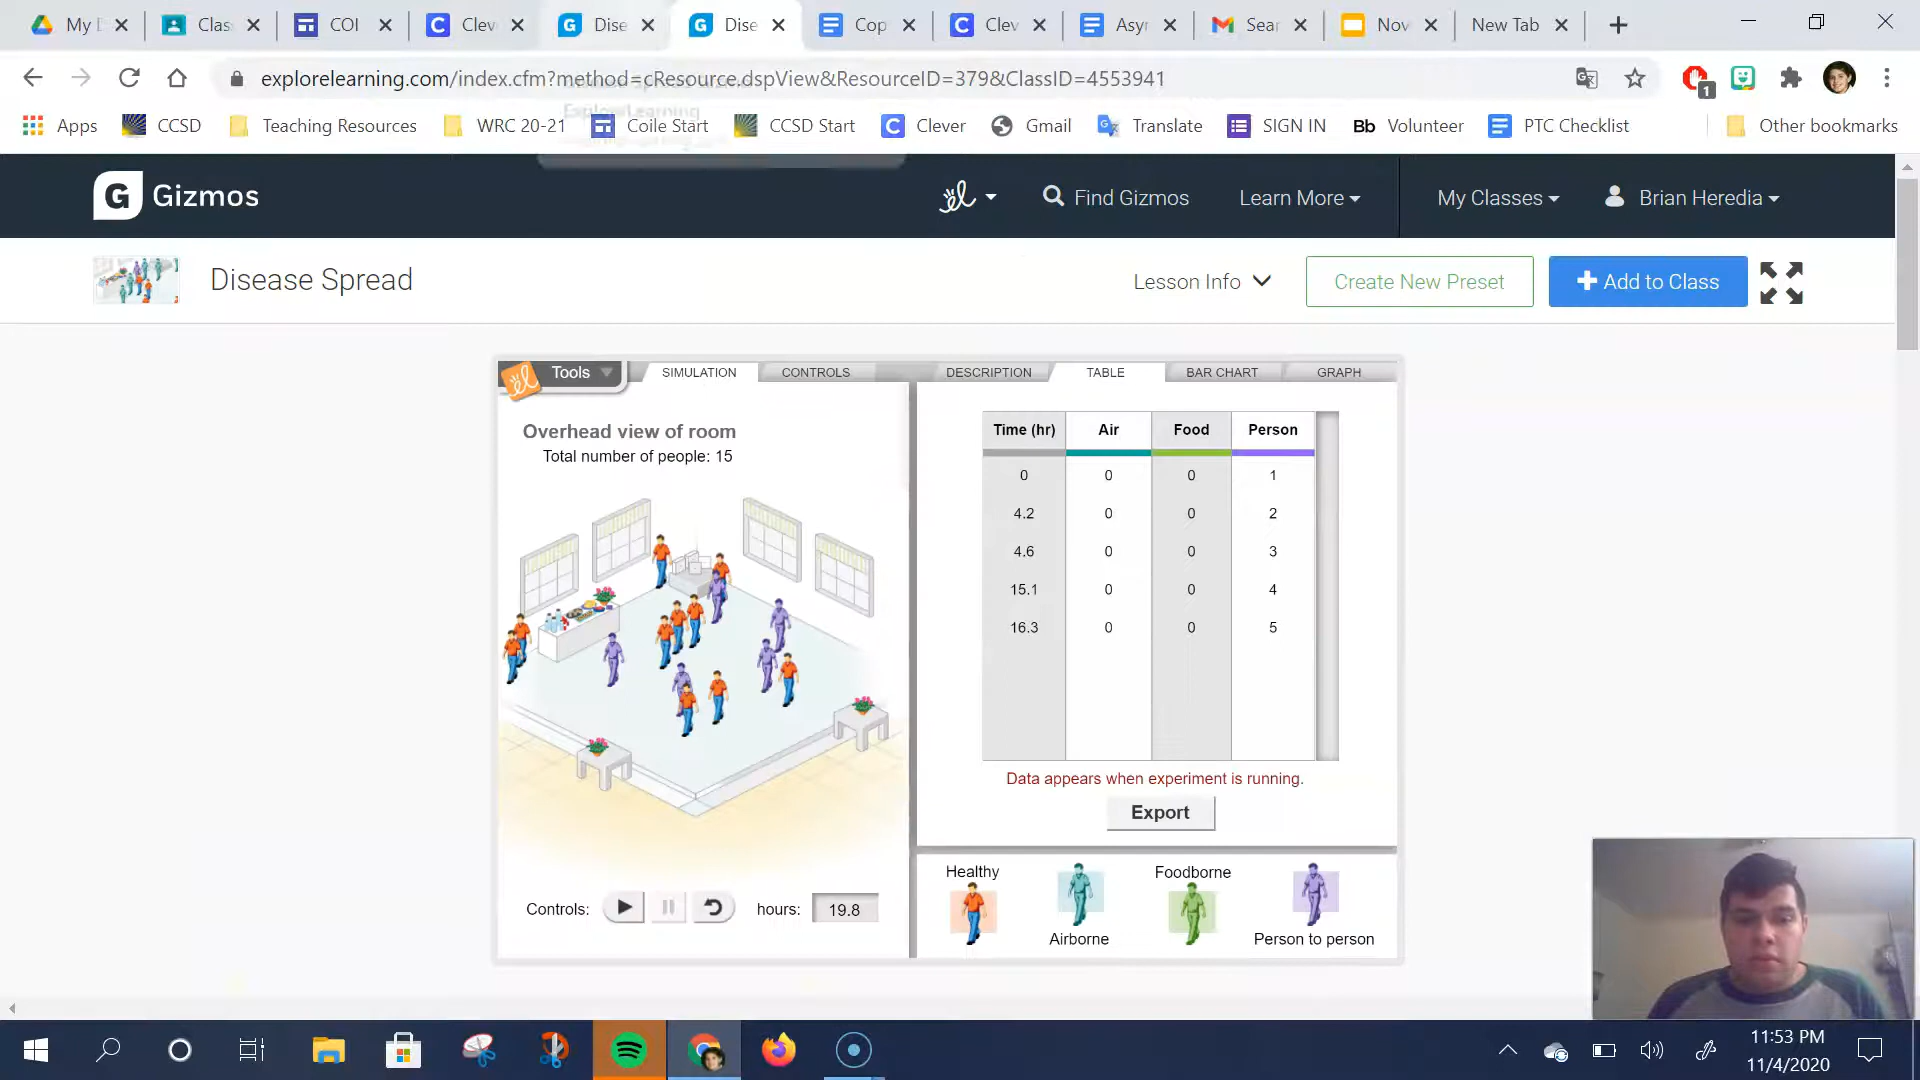 My D
Clas
COI
Clev
Dise
Dise
Cop
Clev
Asyn
Sear
Nov
New Tab
explorelearning.com/index.cfm?method=cResource.dspView&ResourceID=379&ClassID=4553941
1
ExploreLearning
Apps
CCSD
Teaching Resources
WRC 20-21
Coile Start
CCSD Start
Clever
Gmail
Translate
SIGN IN
Bb Volunteer
PTC Checklist
Other bookmarks
G Gizmos
el
Find Gizmos
Learn More
My Classes
Brian Heredia
Disease Spread
Lesson Info
Create New Preset
Add to Class
Tools
SIMULATION
CONTROLS
DESCRIPTION
TABLE
BAR CHART
GRAPH
Overhead view of room
Total number of people: 15
Time (hr) Air Food Person
0 0 0 1
4.2 0 0 2
4.6 0 0 3
15.1 0 0 4
16.3 0 0 5
Data appears when experiment is running.
Export
Controls:
hours: 19.8
Healthy
Airborne
Foodborne
Person to person
11:53 PM
11/4/2020